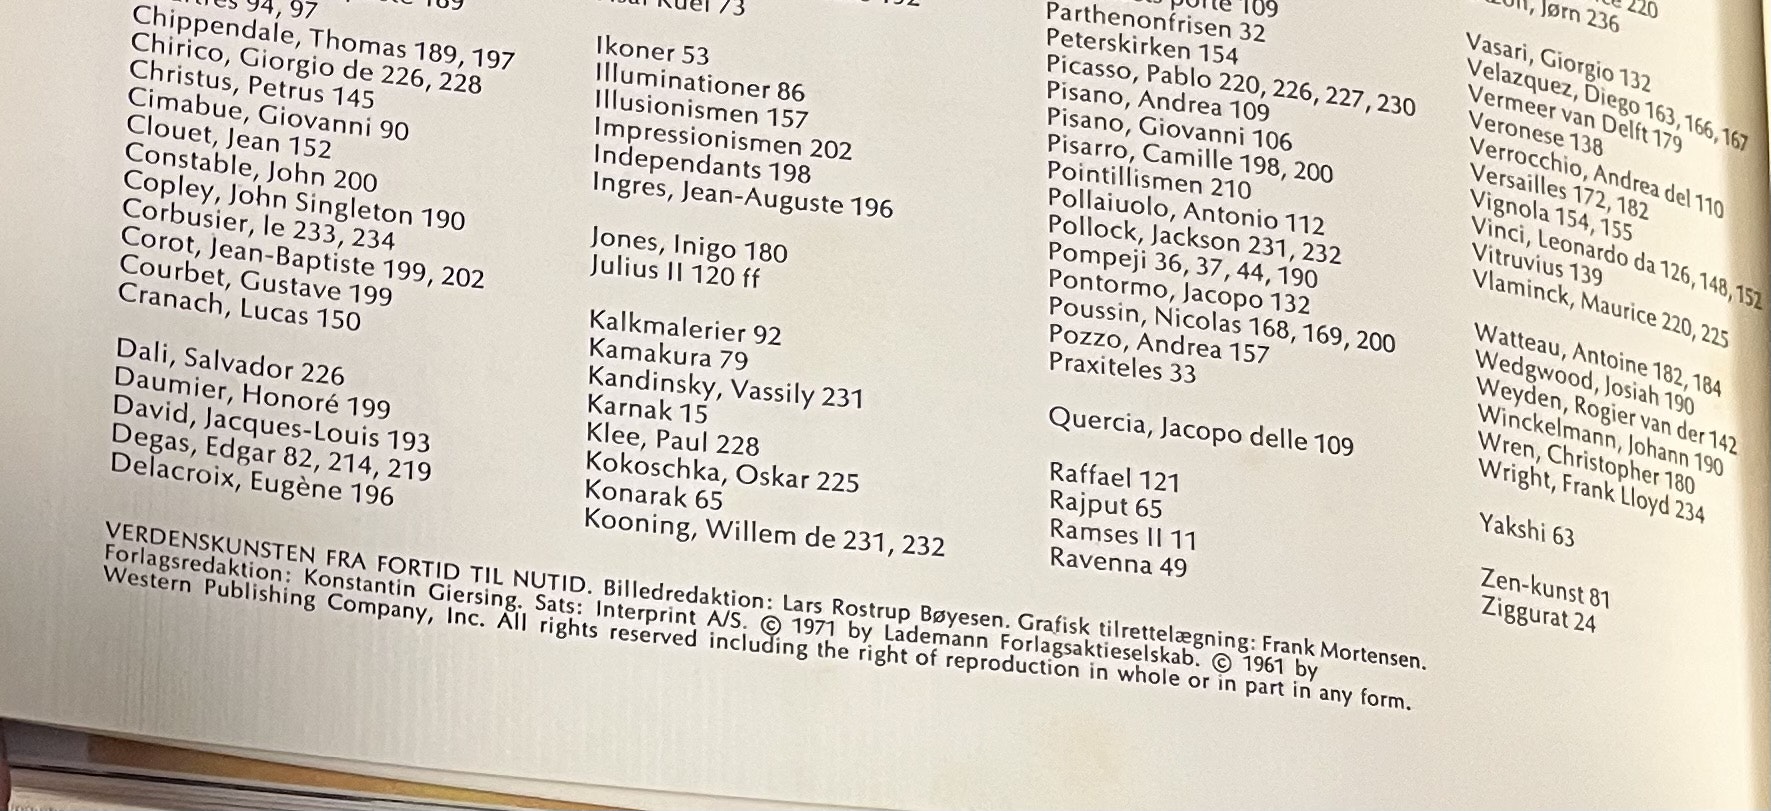 94, 97
Chippendale, Thomas 189, 197
Chirico, Giorgio de 226, 228
Christus, Petrus 145
Cimabue, Giovanni 90
Clouet, Jean 152
Constable, John 200
Copley, John Singleton 190
Corbusier, le 233, 234
Corot, Jean-Baptiste 199, 202
Courbet, Gustave 199
Cranach, Lucas 150
Dali, Salvador 226
Daumier, Honoré 199
David, Jacques-Louis 193
Degas, Edgar 82, 214, 219
Delacroix, Eugène 196
73
Ikoner 53
Illuminationer 86
Illusionismen 157
Impressionismen 202
Independants 198
Ingres, Jean-Auguste 196
Jones, Inigo 180
Julius II 120 ff
Kalkmalerier 92
Kamakura 79
Kandinsky, Vassily 231
Karnak 15
Klee, Paul 228
Kokoschka, Oskar 225
Konarak 65
Kooning, Willem de 231, 232
porte 109
Parthenonfrisen 32
Peterskirken 154
Picasso, Pablo 220, 226, 227, 230
Pisano, Andrea 109
Pisano, Giovanni 106
Pisarro, Camille 198, 200
Pointillismen 210
Pollaiuolo, Antonio 112
Pollock, Jackson 231, 232
Pompeji 36, 37, 44, 190
Pontormo, Jacopo 132
Poussin, Nicolas 168, 169, 200
Pozzo, Andrea 157
Praxiteles 33
Quercia, Jacopo delle 109
Raffael 121
Rajput 65
Ramses II 11
Ravenna 49
220
Jørn 236
Vasari, Giorgio 132
Velazquez, Diego 163, 166, 167
Vermeer van Delft 179
Veronese 138
Verrocchio, Andrea del 110
Versailles 172, 182
Vignola 154, 155
Vinci, Leonardo da 126, 148, 152
Vitruvius 139
Vlaminck, Maurice 220, 225
Watteau, Antoine 182, 184
Wedgwood, Josiah 190
Weyden, Rogier van der 142
Winckelmann, Johann 190
Wren, Christopher 180
Wright, Frank Lloyd 234
Yakshi 63
Zen-kunst 81
Ziggurat 24
VERDENSKUNSTEN FRA FORTID TIL NUTID. Billedredaktion: Lars Rostrup Bøyesen. Grafisk tilrettelægning: Frank Mortensen.
Forlagsredaktion: Konstantin Giersing. Sats: Interprint A/S. © 1971 by Lademann Forlagsaktieselskab. © 1961 by
Western Publishing Company, Inc. All rights reserved including the right of reproduction in whole or in part in any form.